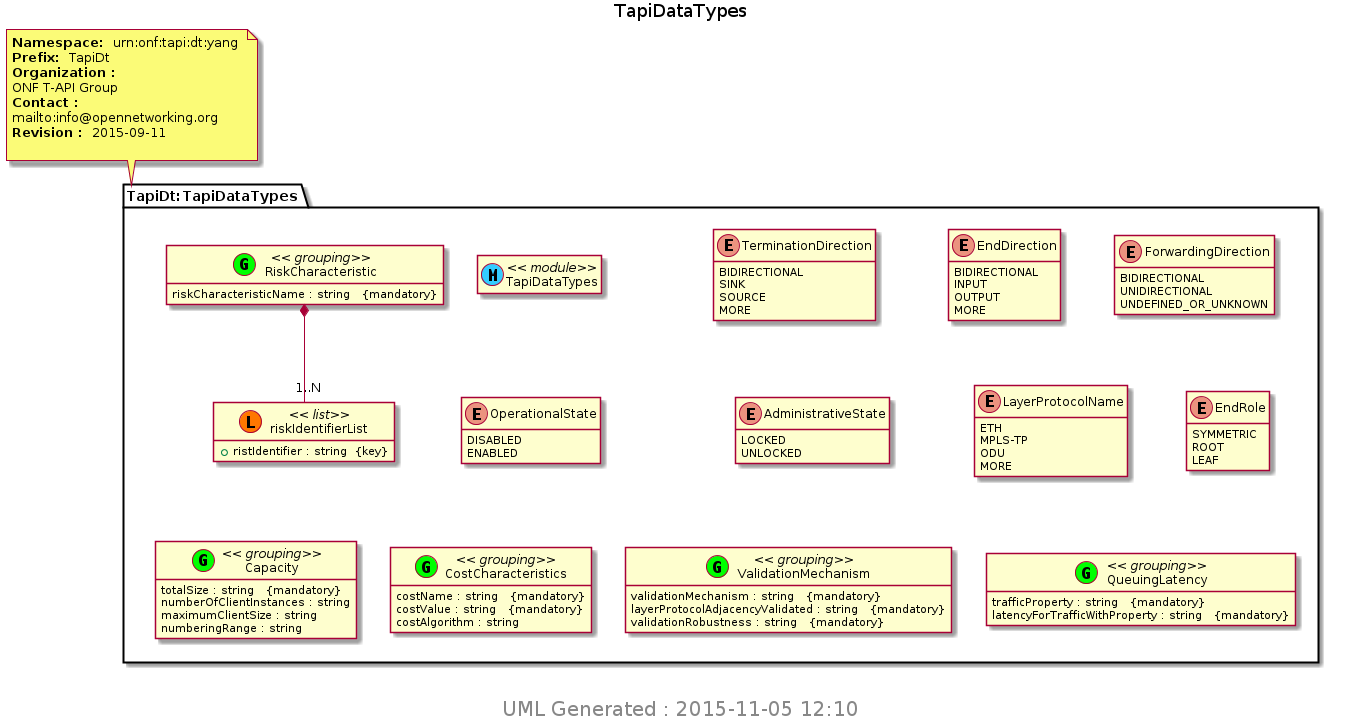 TapiDataTypes
Namespace: urn:onf:tapi:dt:yang
Prefix: TapiDt
Organization :
ONF T-API Group
Contact :
mailto:info@opennetworking.org
Revision : 2015-09-11
TapiDt:TapiDataTypes
G << grouping>>
RiskCharacteristic
riskCharacteristicName : string {mandatory}
M << module>>
TapiDataTypes
E TerminationDirection
BIDIRECTIONAL
SINK
SOURCE
MORE
E EndDirection
BIDIRECTIONAL
INPUT
OUTPUT
MORE
E ForwardingDirection
BIDIRECTIONAL
UNIDIRECTIONAL
UNDEFINED_OR_UNKNOWN
1..N
L << list>>
riskIdentifierList
ristIdentifier : string {key}
E OperationalState
DISABLED
ENABLED
E AdministrativeState
LOCKED
UNLOCKED
E LayerProtocolName
ETH
MPLS-TP
ODU
MORE
E EndRole
SYMMETRIC
ROOT
LEAF
G << grouping>>
Capacity
totalSize : string {mandatory}
numberOfClientInstances : string
maximumClientSize : string
numberingRange : string
G << grouping>>
CostCharacteristics
costName : string {mandatory}
costValue : string {mandatory}
costAlgorithm : string
G << grouping>>
ValidationMechanism
validationMechanism : string {mandatory}
layerProtocolAdjacencyValidated : string {mandatory}
validationRobustness : string {mandatory}
G << grouping>>
QueuingLatency
trafficProperty : string {mandatory}
latencyForTrafficWithProperty : string {mandatory}
UML Generated : 2015-11-05 12:10